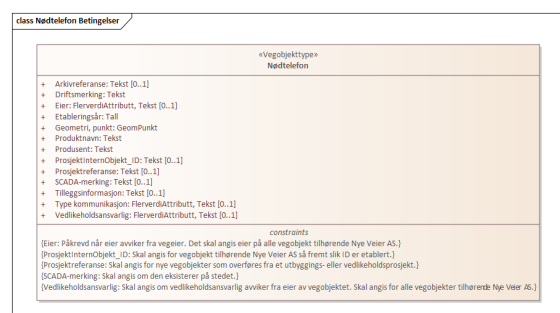 class Nødtelefon Betingelser
«Vegobjekttype»
Nødtelefon
+ Arkivreferanse: Tekst [0..1]
+ Driftsmerking: Tekst
+ Eier: FlerverdiAttributt, Tekst [0..1]
+ Etableringsår: Tall
+ Geometri, punkt: GeomPunkt
+ Produktnavn: Tekst
+ Produsent: Tekst
+ ProsjektInternObjekt_ID: Tekst [0..1]
+ Prosjektreferanse: Tekst [0..1]
+ SCADA-merking: Tekst [0..1]
+ Tilleggsinformasjon: Tekst [0..1]
+ Type kommunikasjon: FlerverdiAttributt, Tekst [0..1]
+ Vedlikeholdsansvarlig: FlerverdiAttributt, Tekst [0..1]
constraints
{Eier: Påkrevd når eier avviker fra vegeier. Det skal angis eier på alle vegobjekt tilhørende Nye Veier AS.}
{ProsjektInternObjekt_ID: Skal angis for vegobjekt tilhørende Nye Veier AS så fremt slik ID er etablert.}
{Prosjektreferanse: Skal angis for nye vegobjekter som overføres fra et utbyggings- eller vedlikeholdsprosjekt.}
{SCADA-merking: Skal angis om den eksisterer på stedet.}
{Vedlikeholdsansvarlig: Skal angis om vedlikeholdsansvarlig avviker fra eier av vegobjektet. Skal angis for alle vegobjekter tilhørende Nye Veier AS.}